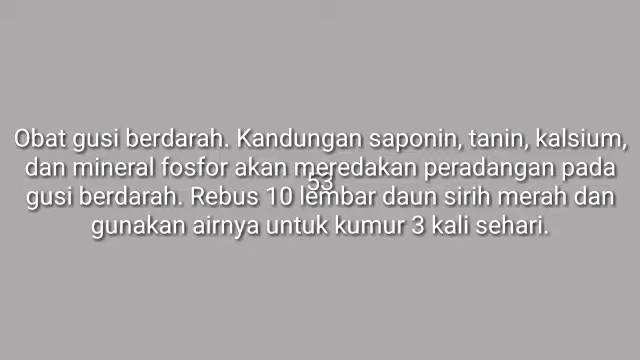 Obat gusi berdarah. Kandungan saponin, tanin, kalsium,
dan mineral fosfor akan meredakan peradangan pada
53
gusi berdarah. Rebus 10 lembar daun sirih merah dan
gunakan airnya untuk kumur 3 kali sehari.